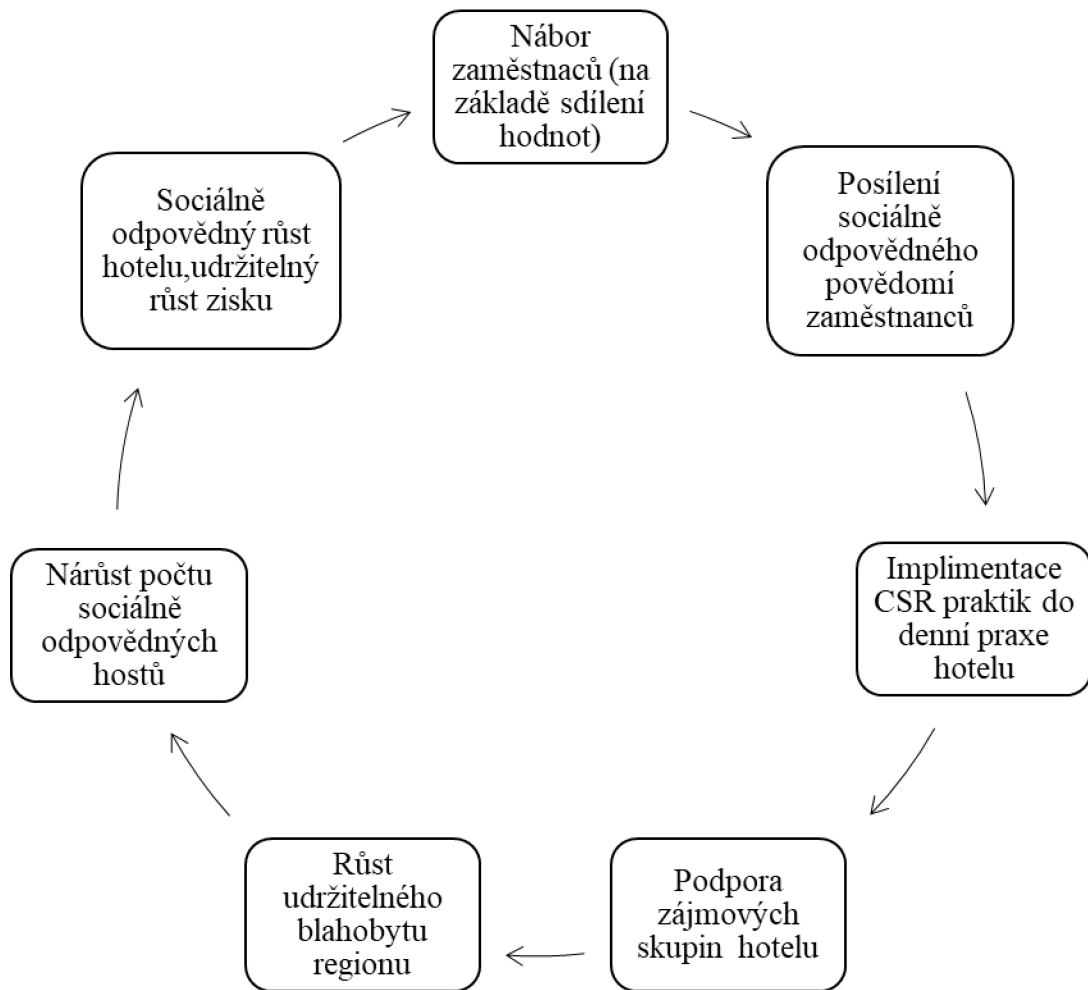 Nábor
zaměstnaců (na
základě sdílení
hodnot)
Posílení
sociálně
odpovědného
povědomí
zaměstnanců
Implimentace
CSR praktik do
denní praxe
hotelu
Podpora
zájmových
skupin hotelu
Růst
udržitelného
blahobytu
regionu
Nárůst počtu
sociálně
odpovědných
hostů
Sociálně
odpovědný růst
hotelu,udržitelný
růst zisku